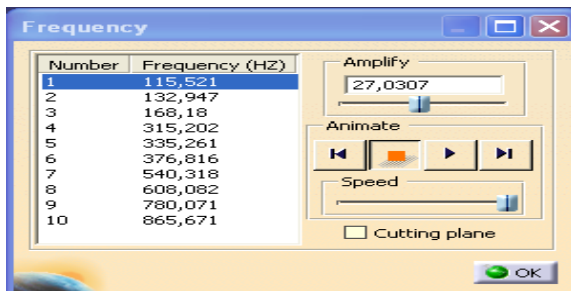 Frequency
Number Frequency (HZ)
1 115,521
2 132,947
3 168,18
4 315,202
5 335,261
6 376,816
7 540,318
8 608,082
9 780,071
10 865,671
Amplify
27,0307
Animate
Speed
Cutting plane
OK